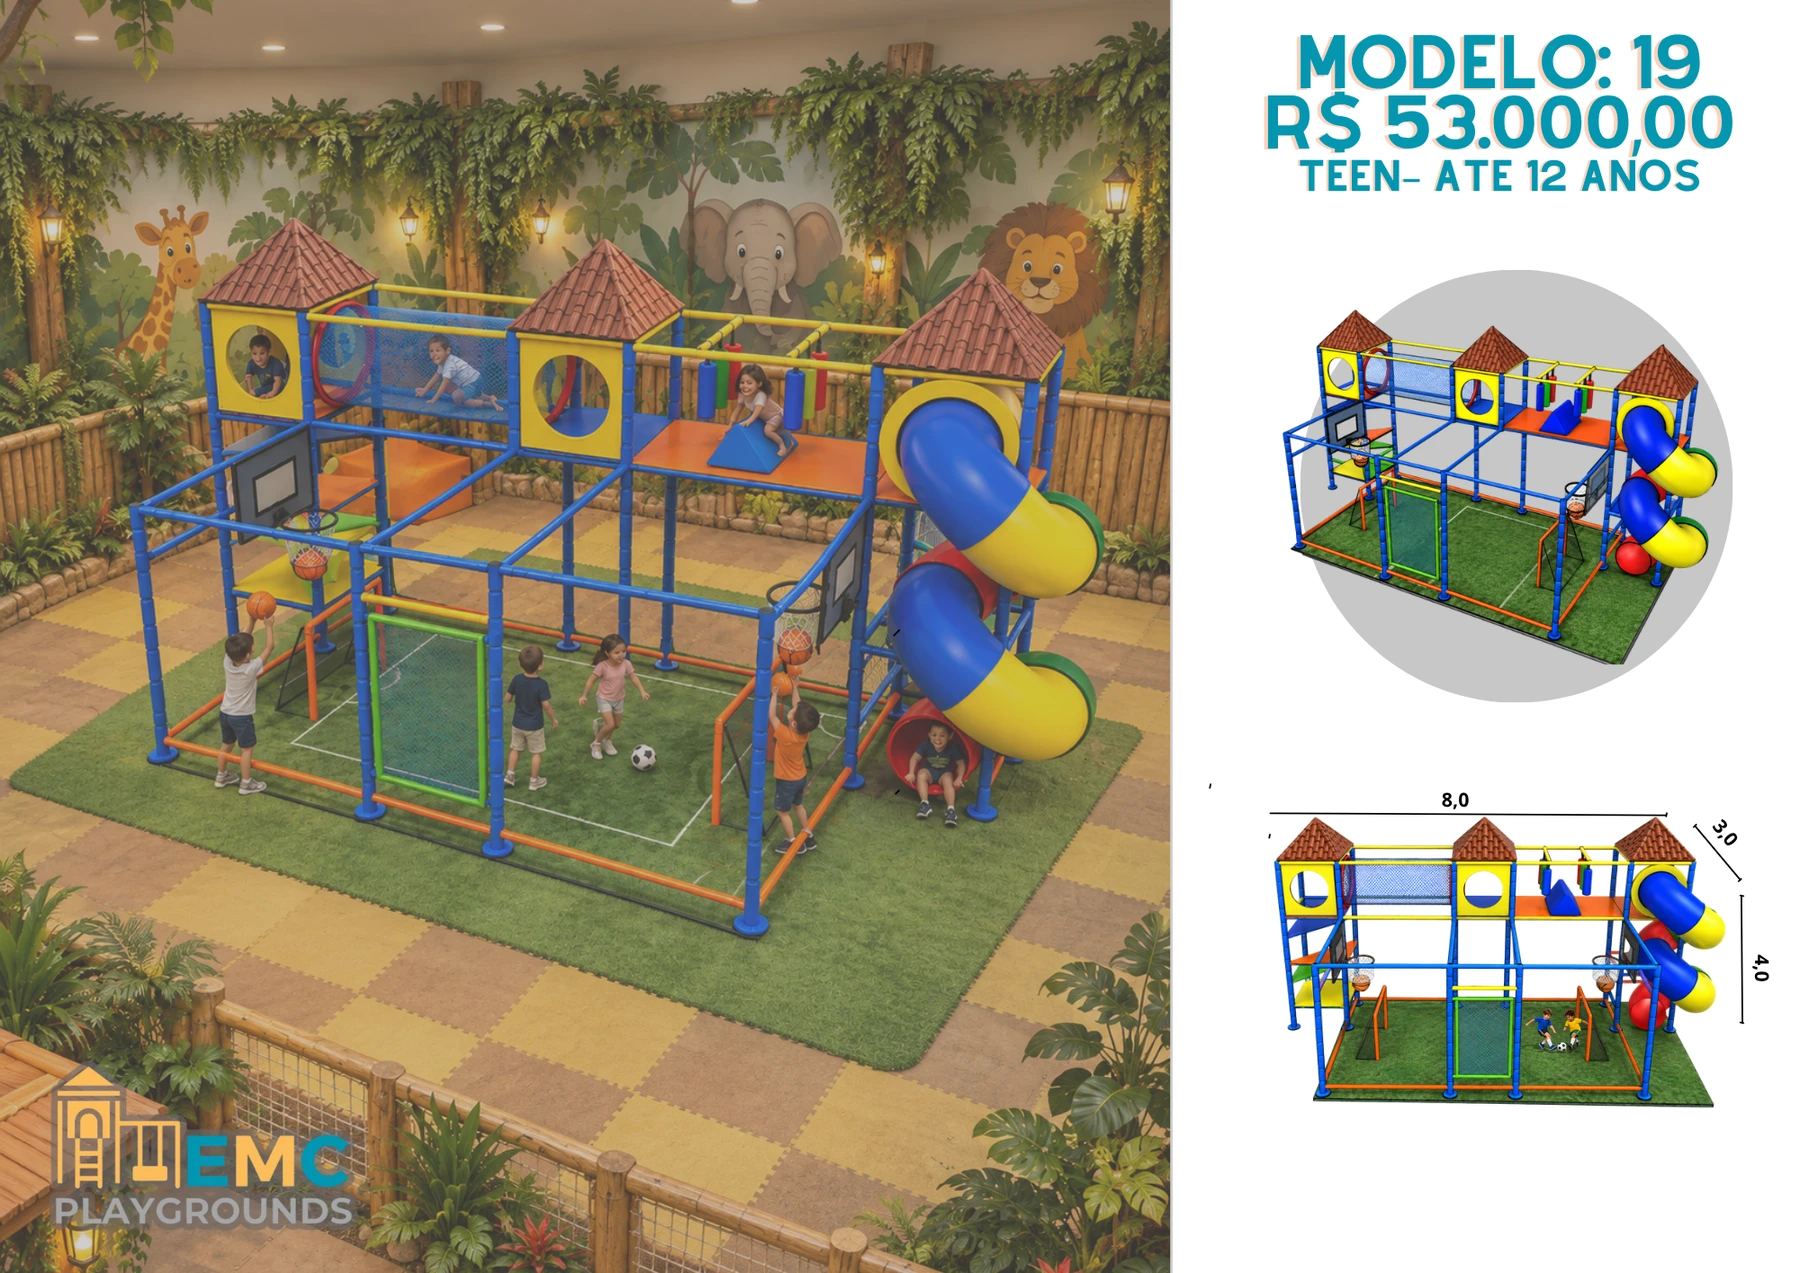 MODELO: 19
R$ 53.000,00
TEEN- ATE 12 ANOS
8,0
3,0
4,0
EMC
PLAYGROUNDS